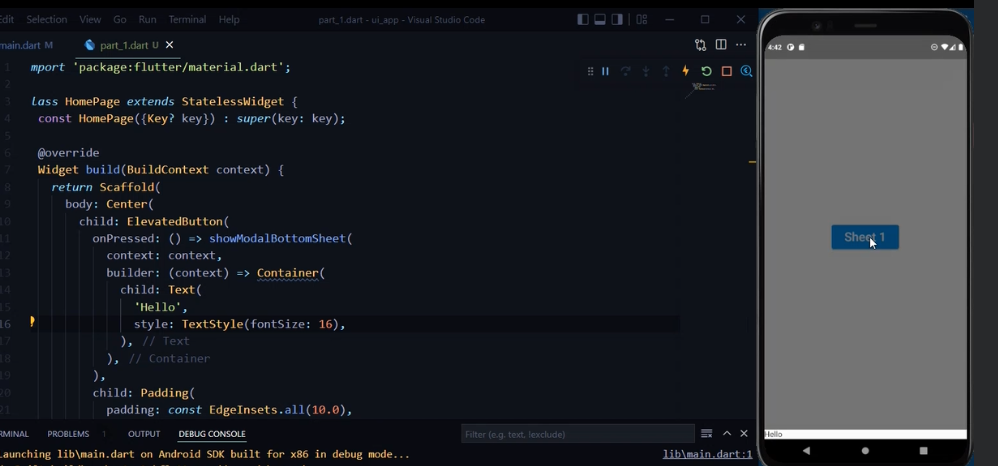 Edit Selection View Go Run Terminal Help
part_1.dart - ui_app - Visual Studio Code
main.dart M
part_1.dart U
1 mport 'package:flutter/material.dart';
2
3 lass HomePage extends StatelessWidget {
4 const HomePage({Key? key}) : super(key: key);
5
6 @override
7 Widget build(BuildContext context) {
8 return Scaffold(
9 body: Center(
10 child: ElevatedButton(
11 onPressed: () => showModalBottomSheet(
12 context: context,
13 builder: (context) => Container(
14 child: Text(
15 'Hello',
16 style: TextStyle(fontSize: 16),
17 ), // Text
18 ), // Container
19 ),
20 child: Padding(
21 padding: const EdgeInsets.all(10.0),
RMINAL PROBLEMS 1 OUTPUT DEBUG CONSOLE
Filter (e.g. text, !exclude)
Launching lib\main.dart on Android SDK built for x86 in debug mode...
lib\main.dart:1
4:42
Sheet 1
Hello